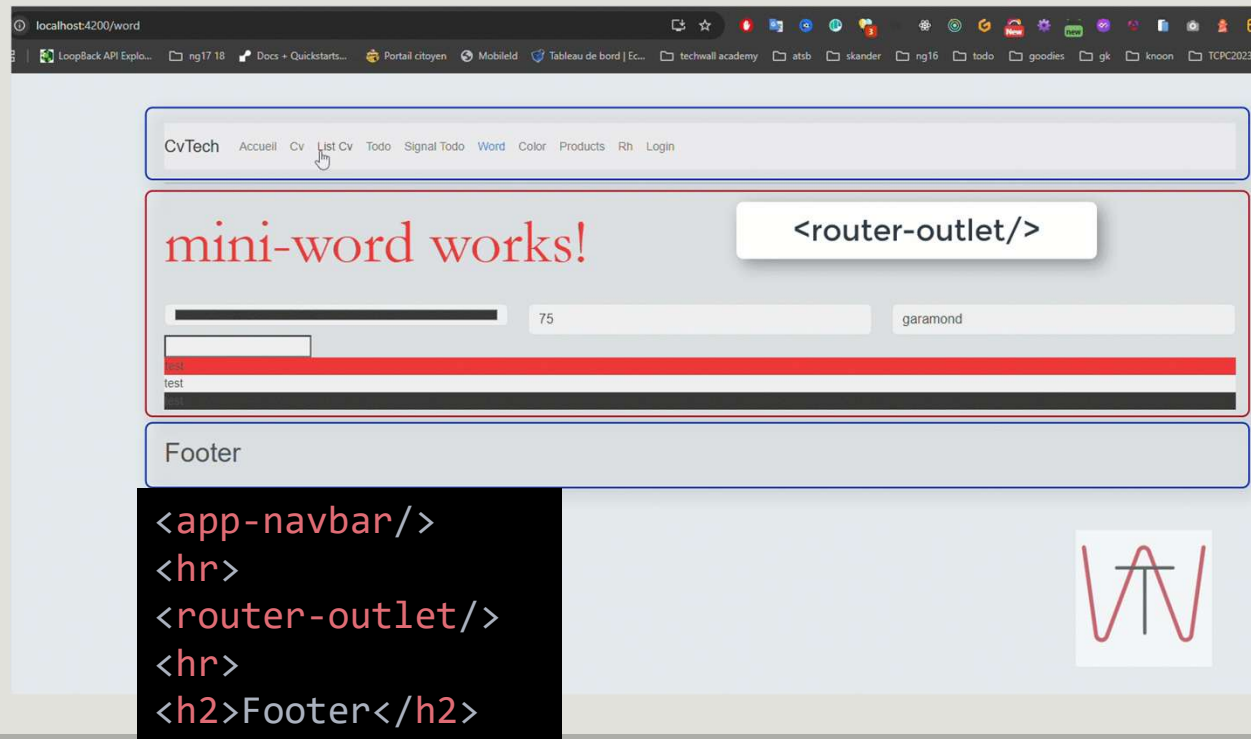 localhost:4200/word
3
New
new
LoopBack API Explo... ng17 18 Docs + Quickstarts... Portail citoyen MobileId Tableau de bord | Ec... techwall academy atsb skander ng16 todo goodies gk knoon TCPC2023
CvTech Accueil Cv List Cv Todo Signal Todo Word Color Products Rh Login
mini-word works!
<router-outlet/>
75
garamond
test
test
test
Footer
<app-navbar/>
<hr>
<router-outlet/>
<hr>
<h2>Footer</h2>